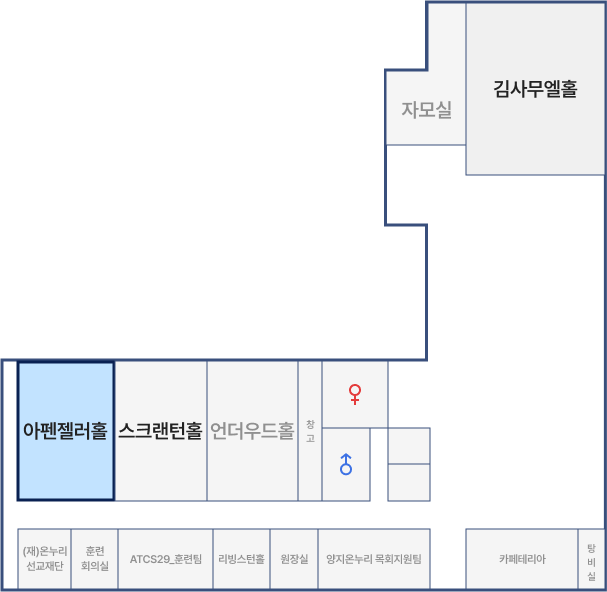 김사무엘홀
자모실
아펜젤러홀
스크랜턴홀
언더우드홀
창
고
(재)온누리
선교재단
훈련
회의실
ATCS29_훈련팀
리빙스턴홀
원장실
양지온누리 목회지원팀
카페테리아
탕
비
실